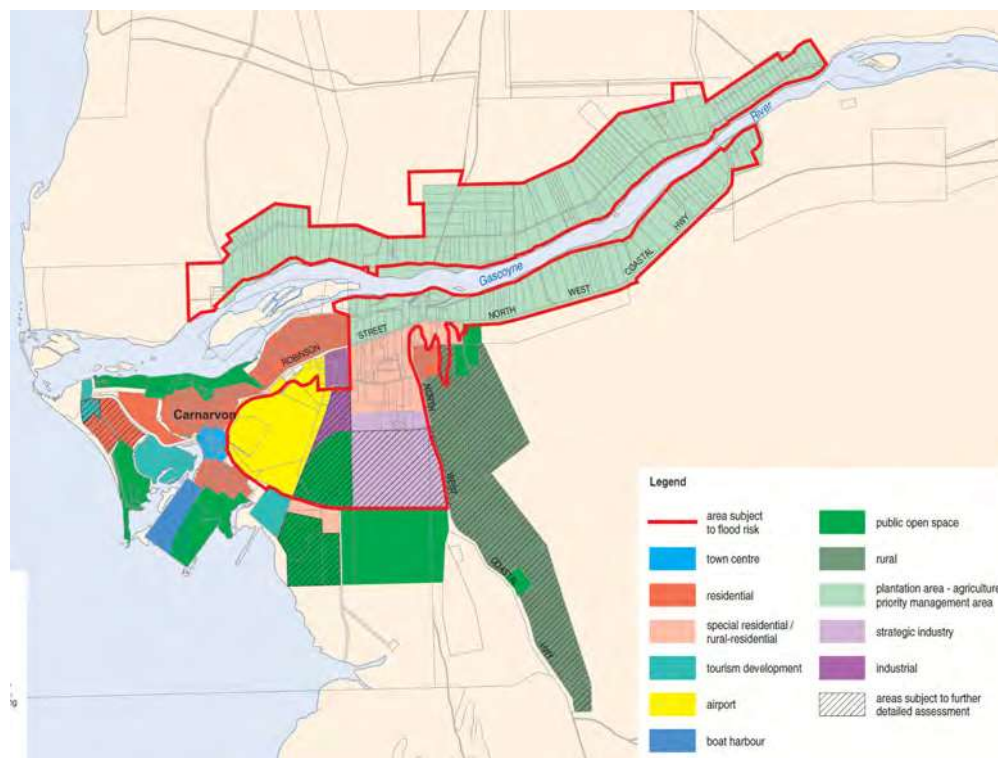 River
Gascoyne
COASTAL
HWY
WEST
NORTH
STREET
ROBINSON
Carnarvon
NORTH
WEST
COASTAL
HWY
Legend
area subject
to flood risk
town centre
residential
special residential /
rural-residential
tourism development
airport
boat harbour
public open space
rural
plantation area - agriculture
priority management area
strategic industry
industrial
areas subject to further
detailed assessment